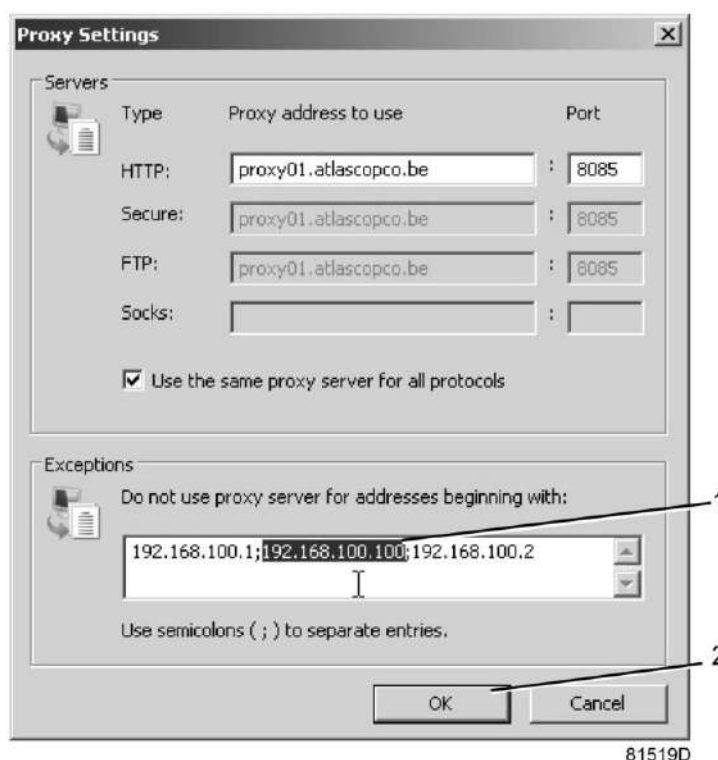 Proxy Settings
Servers
Type Proxy address to use Port
HTTP: proxy01.atlascopco.be : 8085
Secure: proxy01.atlascopco.be : 8085
FTP: proxy01.atlascopco.be : 8085
Socks: :
Use the same proxy server for all protocols
Exceptions
Do not use proxy server for addresses beginning with:
1
192.168.100.1;192.168.100.100;192.168.100.2
Use semicolons ( ; ) to separate entries.
2
OK Cancel
81519D